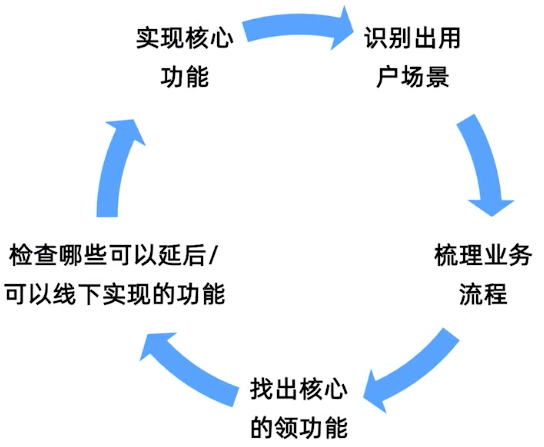 实现核心
功能
识别出用
户场景
梳理业务
流程
找出核心
的领功能
检查哪些可以延后/
可以线下实现的功能